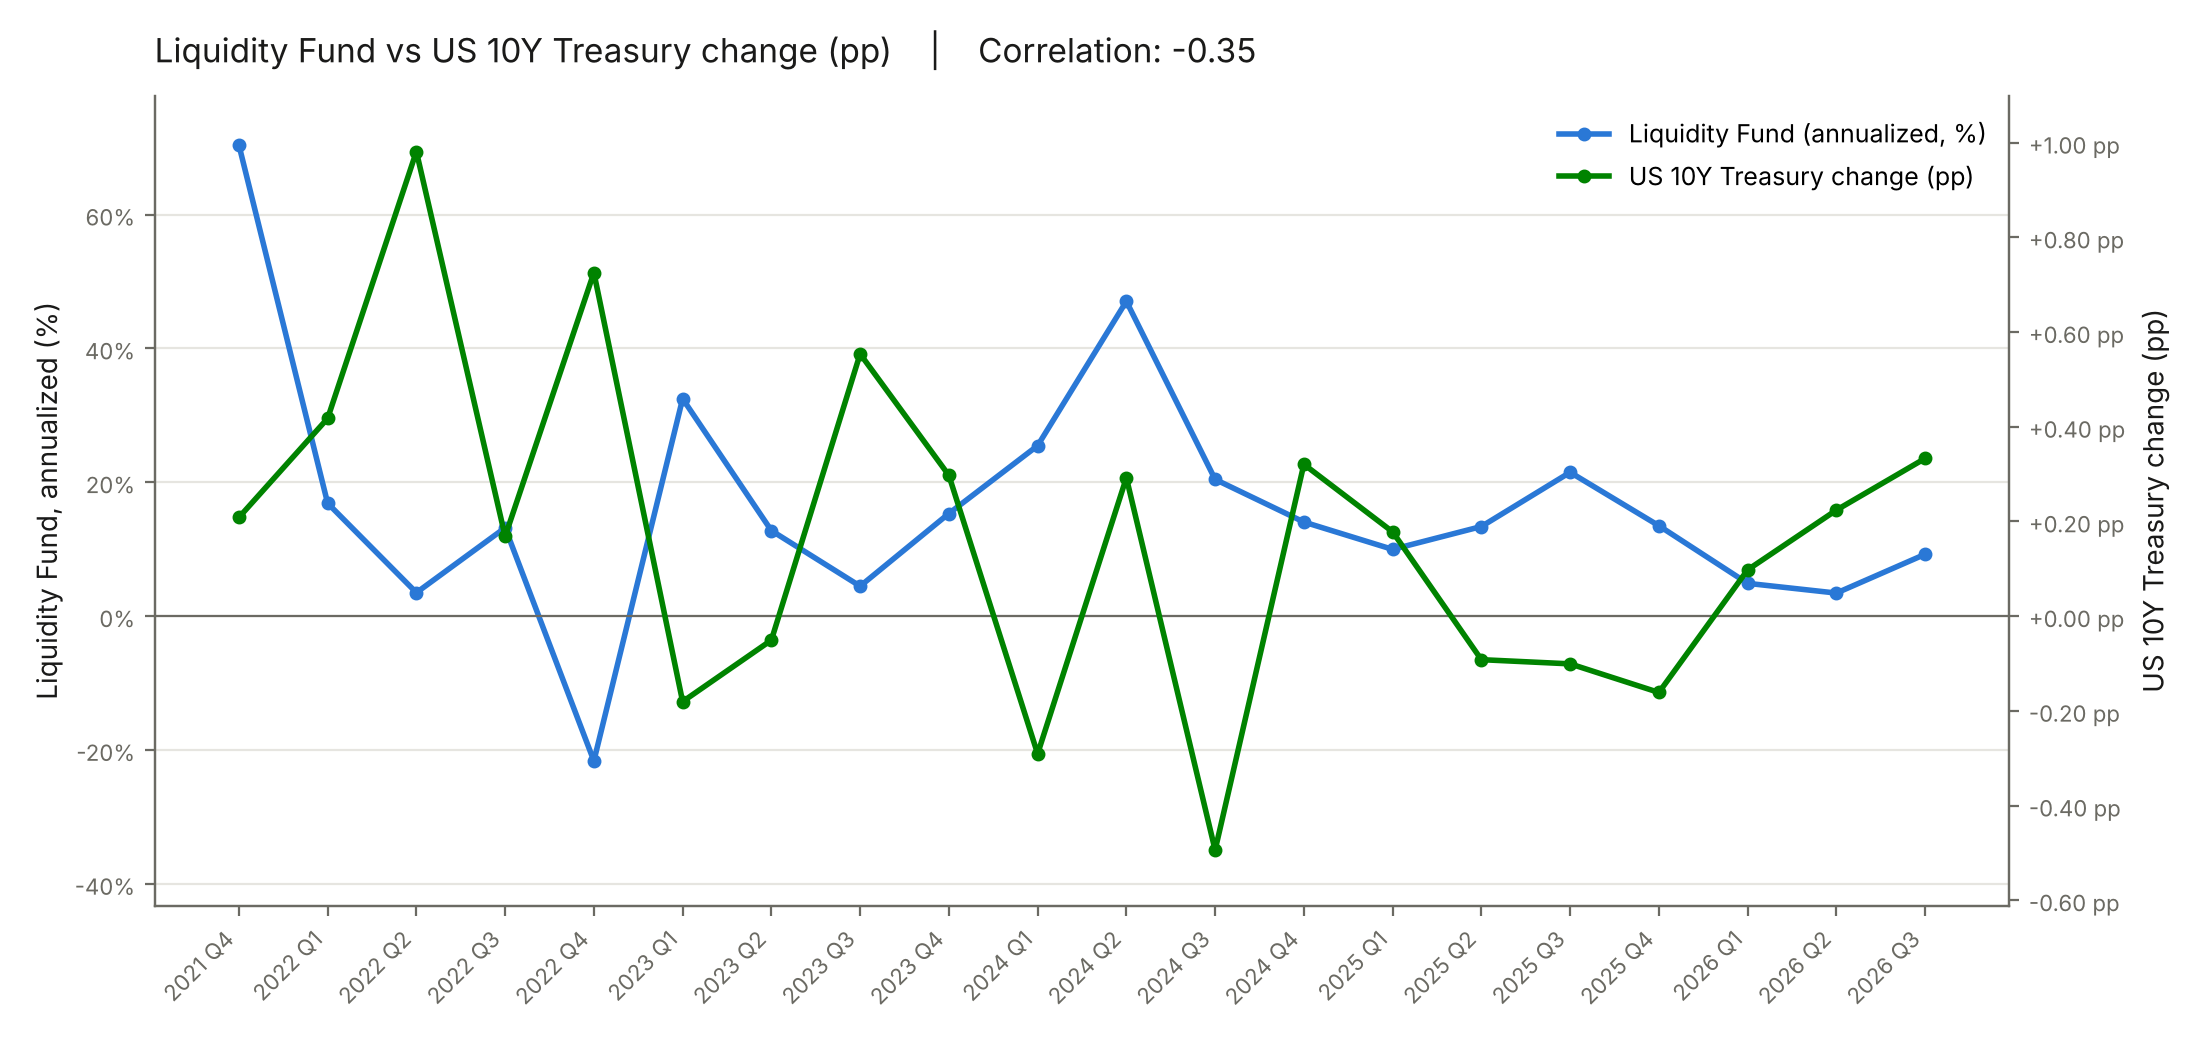 Liquidity Fund vs US 10Y Treasury change (pp) | Correlation: -0.35
Liquidity Fund (annualized, %)
US 10Y Treasury change (pp)
Liquidity Fund, annualized (%)
60%
40%
20%
0%
-20%
-40%
+1.00 pp
+0.80 pp
+0.60 pp
+0.40 pp
+0.20 pp
+0.00 pp
-0.20 pp
-0.40 pp
-0.60 pp
US 10Y Treasury change (pp)
2021 Q4
2022 Q1
2022 Q2
2022 Q3
2022 Q4
2023 Q1
2023 Q2
2023 Q3
2023 Q4
2024 Q1
2024 Q2
2024 Q3
2024 Q4
2025 Q1
2025 Q2
2025 Q3
2025 Q4
2026 Q1
2026 Q2
2026 Q3